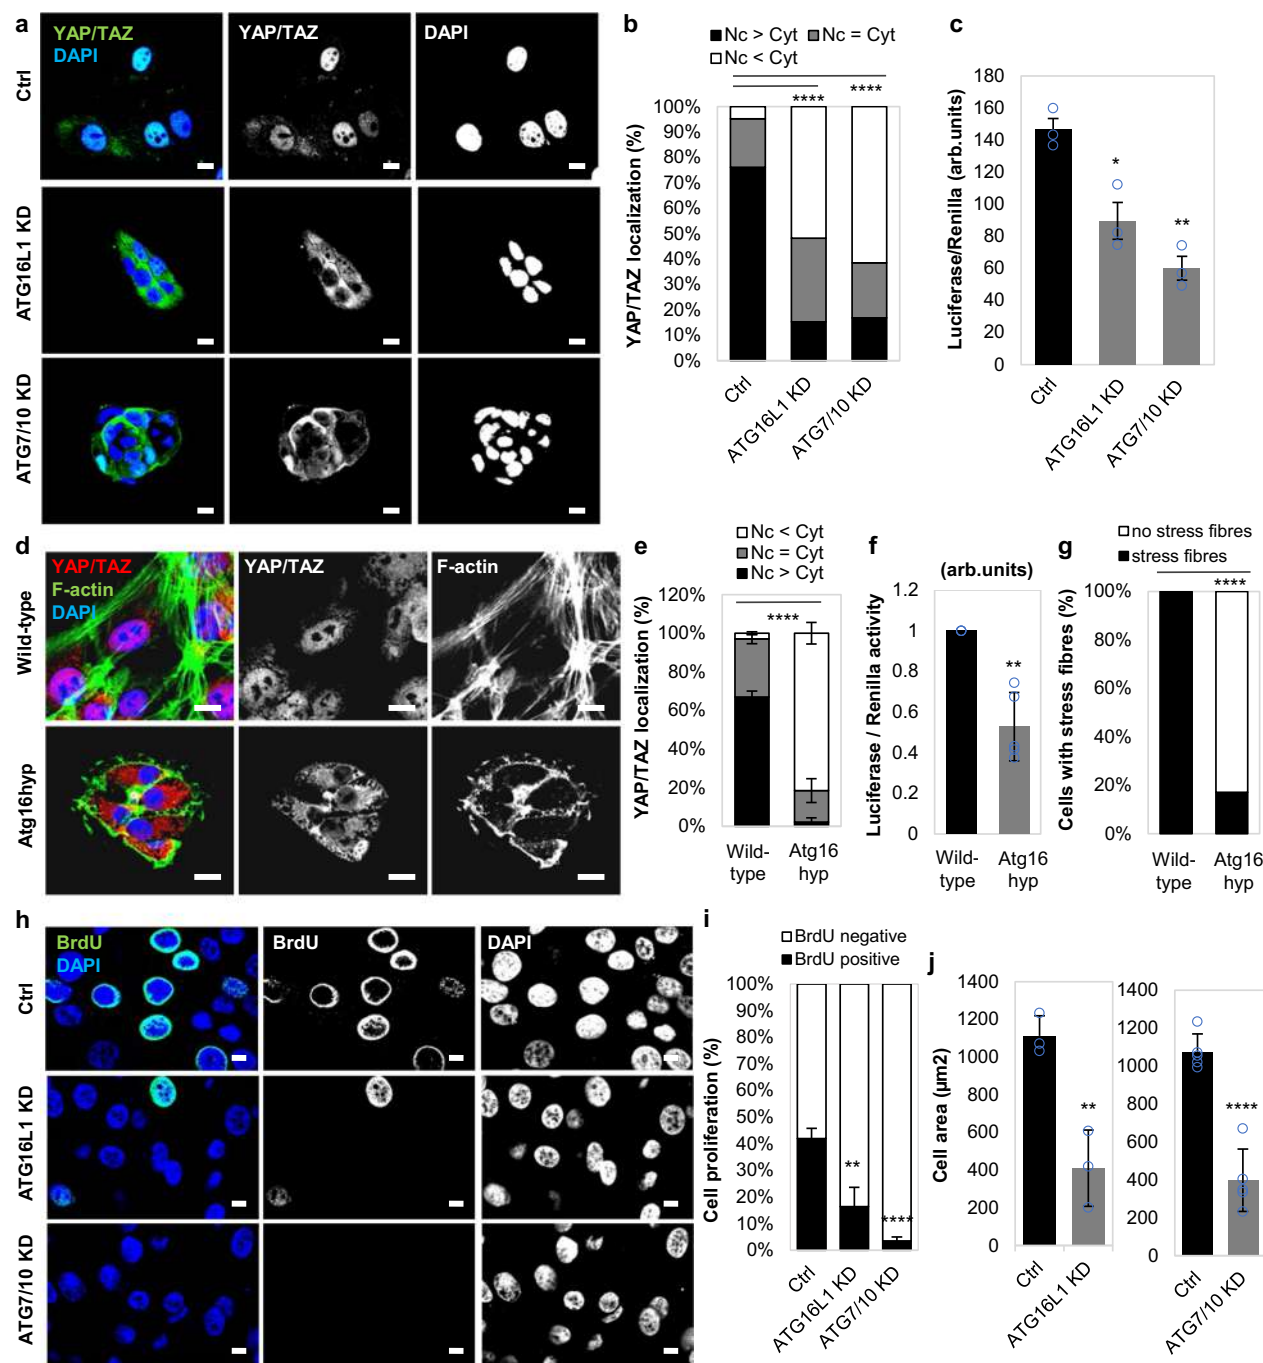 a
YAP/TAZ
DAPI
YAP/TAZ
DAPI
Ctrl
ATG16L1 KD
ATG7/10 KD
b
Nc > Cyt
Nc = Cyt
Nc < Cyt
****
****
100%
90%
80%
70%
60%
50%
40%
30%
20%
10%
0%
YAP/TAZ localization (%)
Ctrl
ATG16L1 KD
ATG7/10 KD
c
180
160
140
120
100
80
60
40
20
0
Luciferase/Renilla (arb.units)
*
**
Ctrl
ATG16L1 KD
ATG7/10 KD
d
YAP/TAZ
F-actin
DAPI
YAP/TAZ
F-actin
Wild-type
Atg16hyp
e
Nc < Cyt
Nc = Cyt
Nc > Cyt
120%
100%
80%
60%
40%
20%
0%
YAP/TAZ localization (%)
****
Wild-
type
Atg16
hyp
f
(arb.units)
1.2
1
0.8
0.6
0.4
0.2
0
Luciferase / Renilla activity
**
Wild-
type
Atg16
hyp
g
no stress fibres
stress fibres
****
100%
80%
60%
40%
20%
0%
Cells with stress fibres (%)
Wild-
type
Atg16
hyp
h
BrdU
DAPI
BrdU
DAPI
Ctrl
ATG16L1 KD
ATG7/10 KD
i
BrdU negative
BrdU positive
100%
90%
80%
70%
60%
50%
40%
30%
20%
10%
0%
Cell proliferation (%)
**
****
Ctrl
ATG16L1 KD
ATG7/10 KD
j
1400
1200
1000
800
600
400
200
0
Cell area (µm2)
**
Ctrl
ATG16L1 KD
1400
1200
1000
800
600
400
200
0
****
Ctrl
ATG7/10 KD